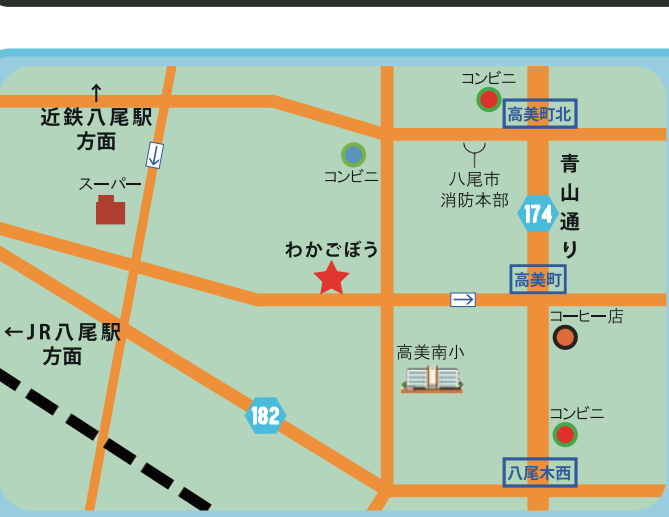 ↑
近鉄八尾駅
方面
スーパー
コンビニ
コンビニ
高美町北
八尾市
消防本部
青山通り
174
わかごぼう
高美町
→
←JR八尾駅
方面
高美南小
コーヒー店
182
コンビニ
八尾木西